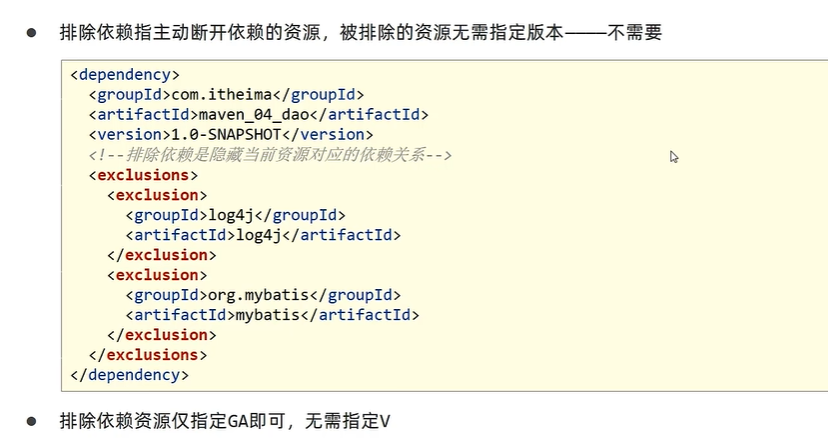 排除依赖指主动断开依赖的资源，被排除的资源无需指定版本————不需要
<dependency>
<groupId>com.itheima</groupId>
<artifactId>maven_04_dao</artifactId>
<version>1.0-SNAPSHOT</version>
<!--排除依赖是隐藏当前资源对应的依赖关系-->
<exclusions>
<exclusion>
<groupId>log4j</groupId>
<artifactId>log4j</artifactId>
</exclusion>
<exclusion>
<groupId>org.mybatis</groupId>
<artifactId>mybatis</artifactId>
</exclusion>
</exclusions>
</dependency>
排除依赖资源仅指定GA即可，无需指定V